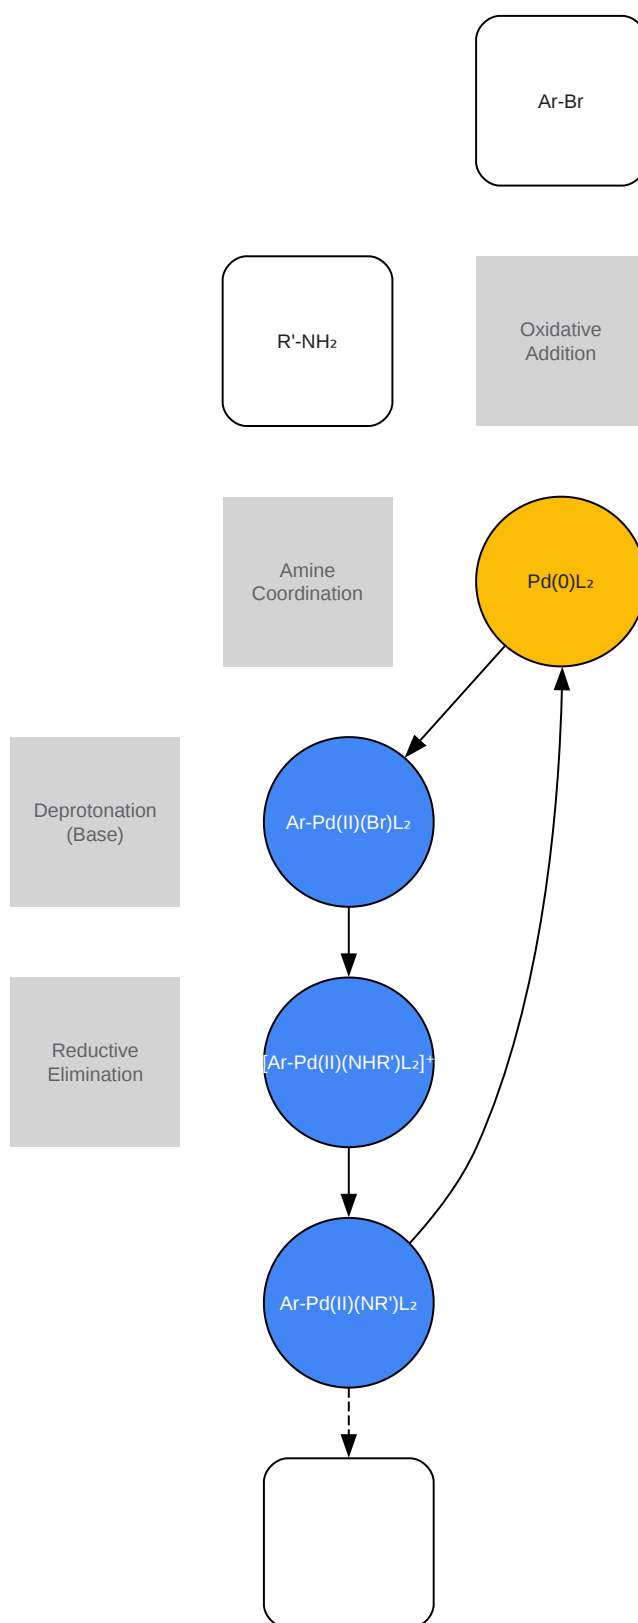 Ar-Br
R'-NH₂
Oxidative
Addition
Amine
Coordination
Pd(0)L₂
Deprotonation
(Base)
Ar-Pd(II)(Br)L₂
Reductive
Elimination
[Ar-Pd(II)(NHR')L₂]⁺
Ar-Pd(II)(NR')L₂